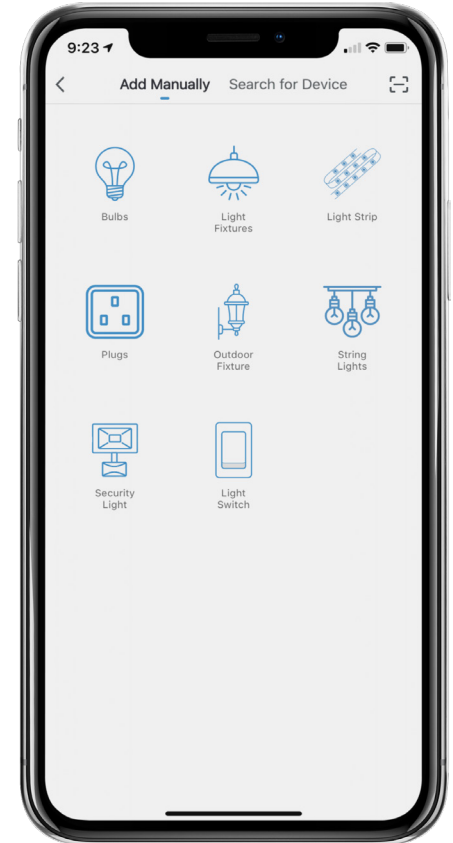 9:23
Add Manually Search for Device
Bulbs
Light
Fixtures
Light Strip
Plugs
Outdoor
Fixture
String
Lights
Security
Light
Light
Switch